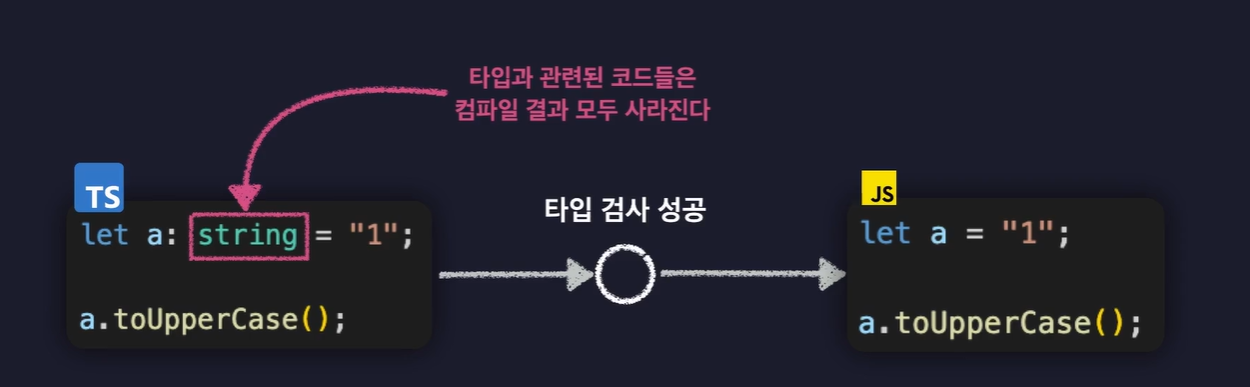 타입과 관련된 코드들은
컴파일 결과 모두 사라진다
TS
let a: string = "1";
a.toUpperCase();
타입 검사 성공
JS
let a = "1";
a.toUpperCase();